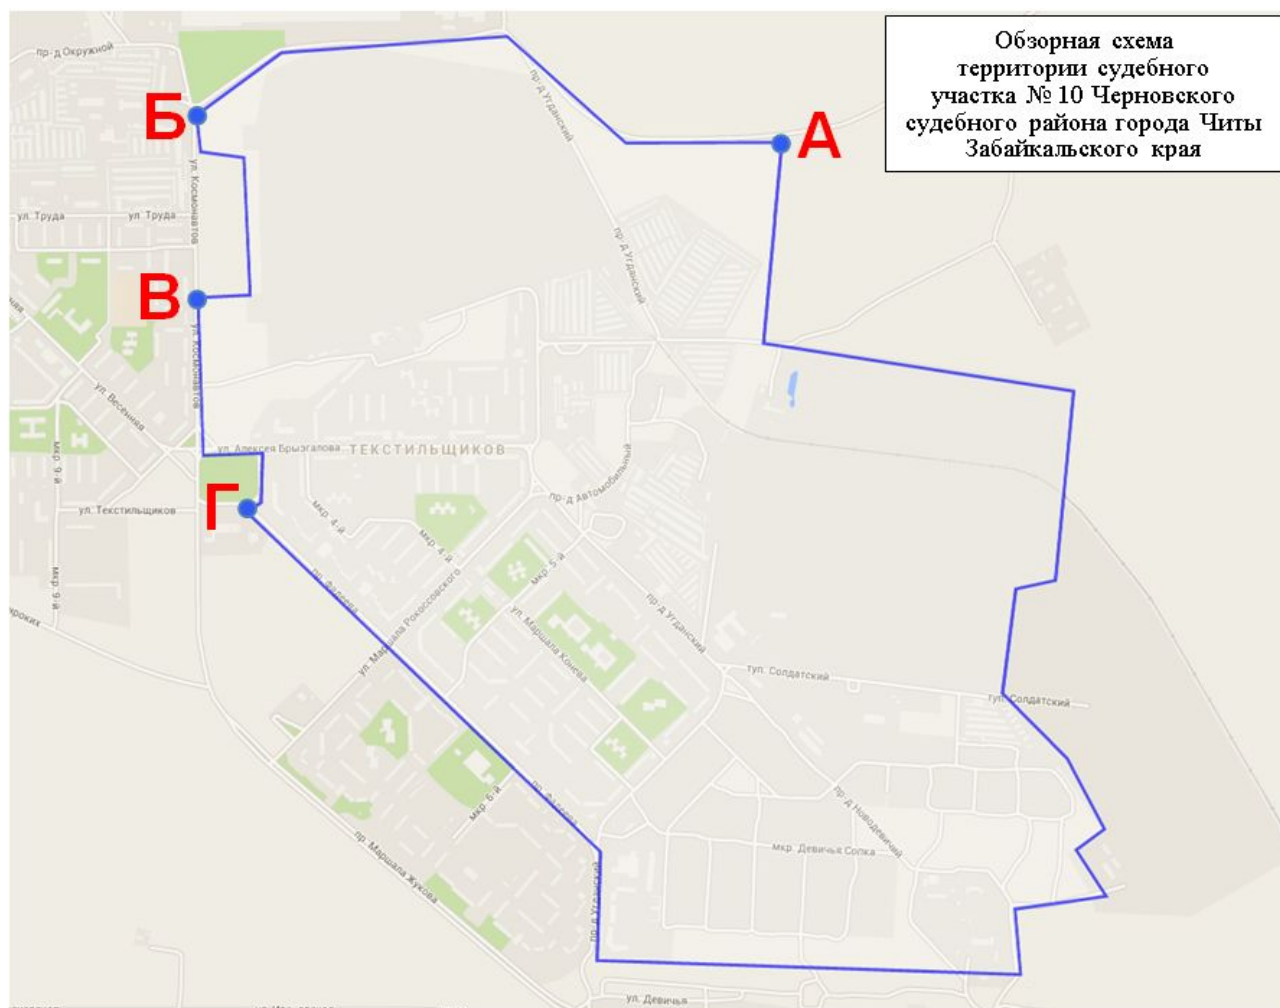 Обзорная схема
территории судебного
участка № 10 Черновского
судебного района города Читы
Забайкальского края
пр-д Окружной
Б
пр-д Угданский
А
ул. Космонавтов
ул. Труда
ул. Труда
пр-д Угданский
В
ул. Космонавтов
ул. Весенняя
мкр. 9-й
ул. Алексея Брызгалова
ТЕКСТИЛЬЩИКОВ
Г
ул. Текстильщиков
мкр. 4-й
пр-д Автомобильный
мкр. 4-й
мкр. 5-й
мкр. 9-й
пр. Фадеева
ул. Маршала Рокоссовского
ул. Маршала Конева
пр-д Угданский
туп. Солдатский
туп. Солдатский
пр. Фадеева
мкр. 6-й
пр-д Новодевичий
мкр. Девичья Сопка
пр. Маршала Жукова
пр-д Угданский
ул. Девичья